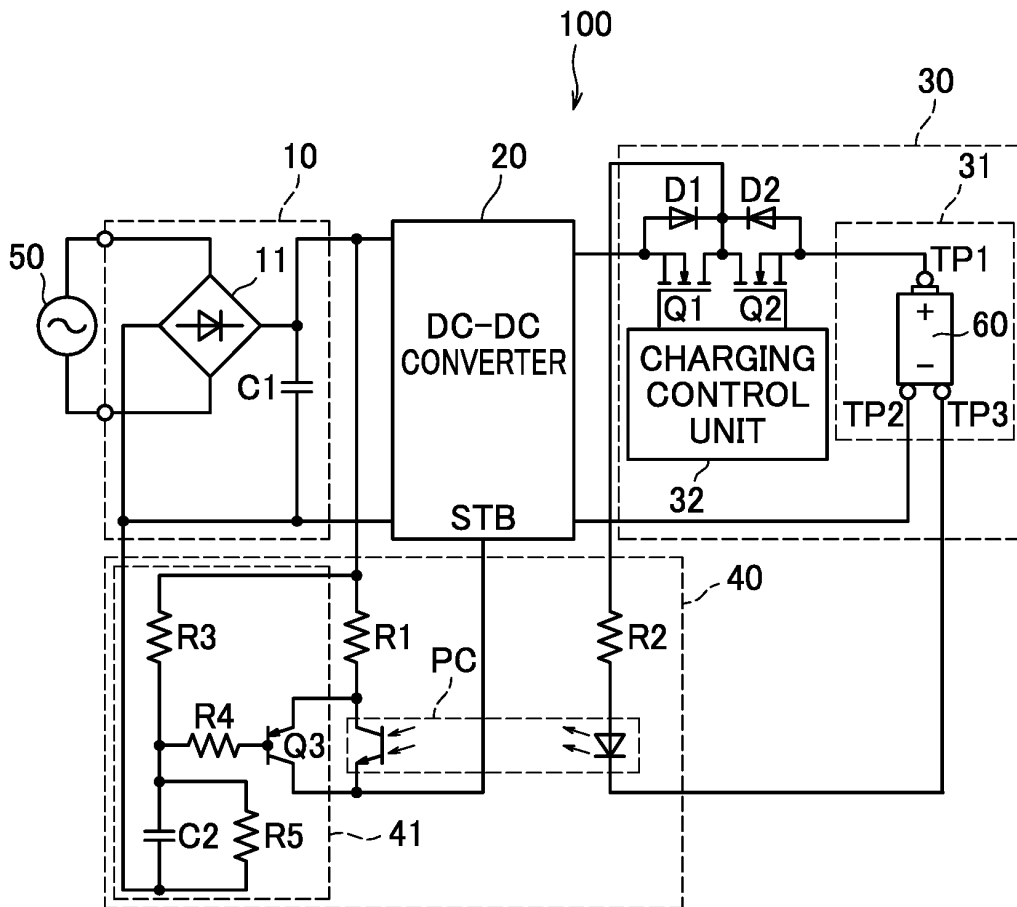 100
30
10
20
31
D1
D2
50
11
TP1
Q1
Q2
+
60
−
DC-DC
CONVERTER
C1
CHARGING
CONTROL
UNIT
TP2
TP3
32
STB
40
R3
R1
R2
PC
R4
Q3
C2
R5
41